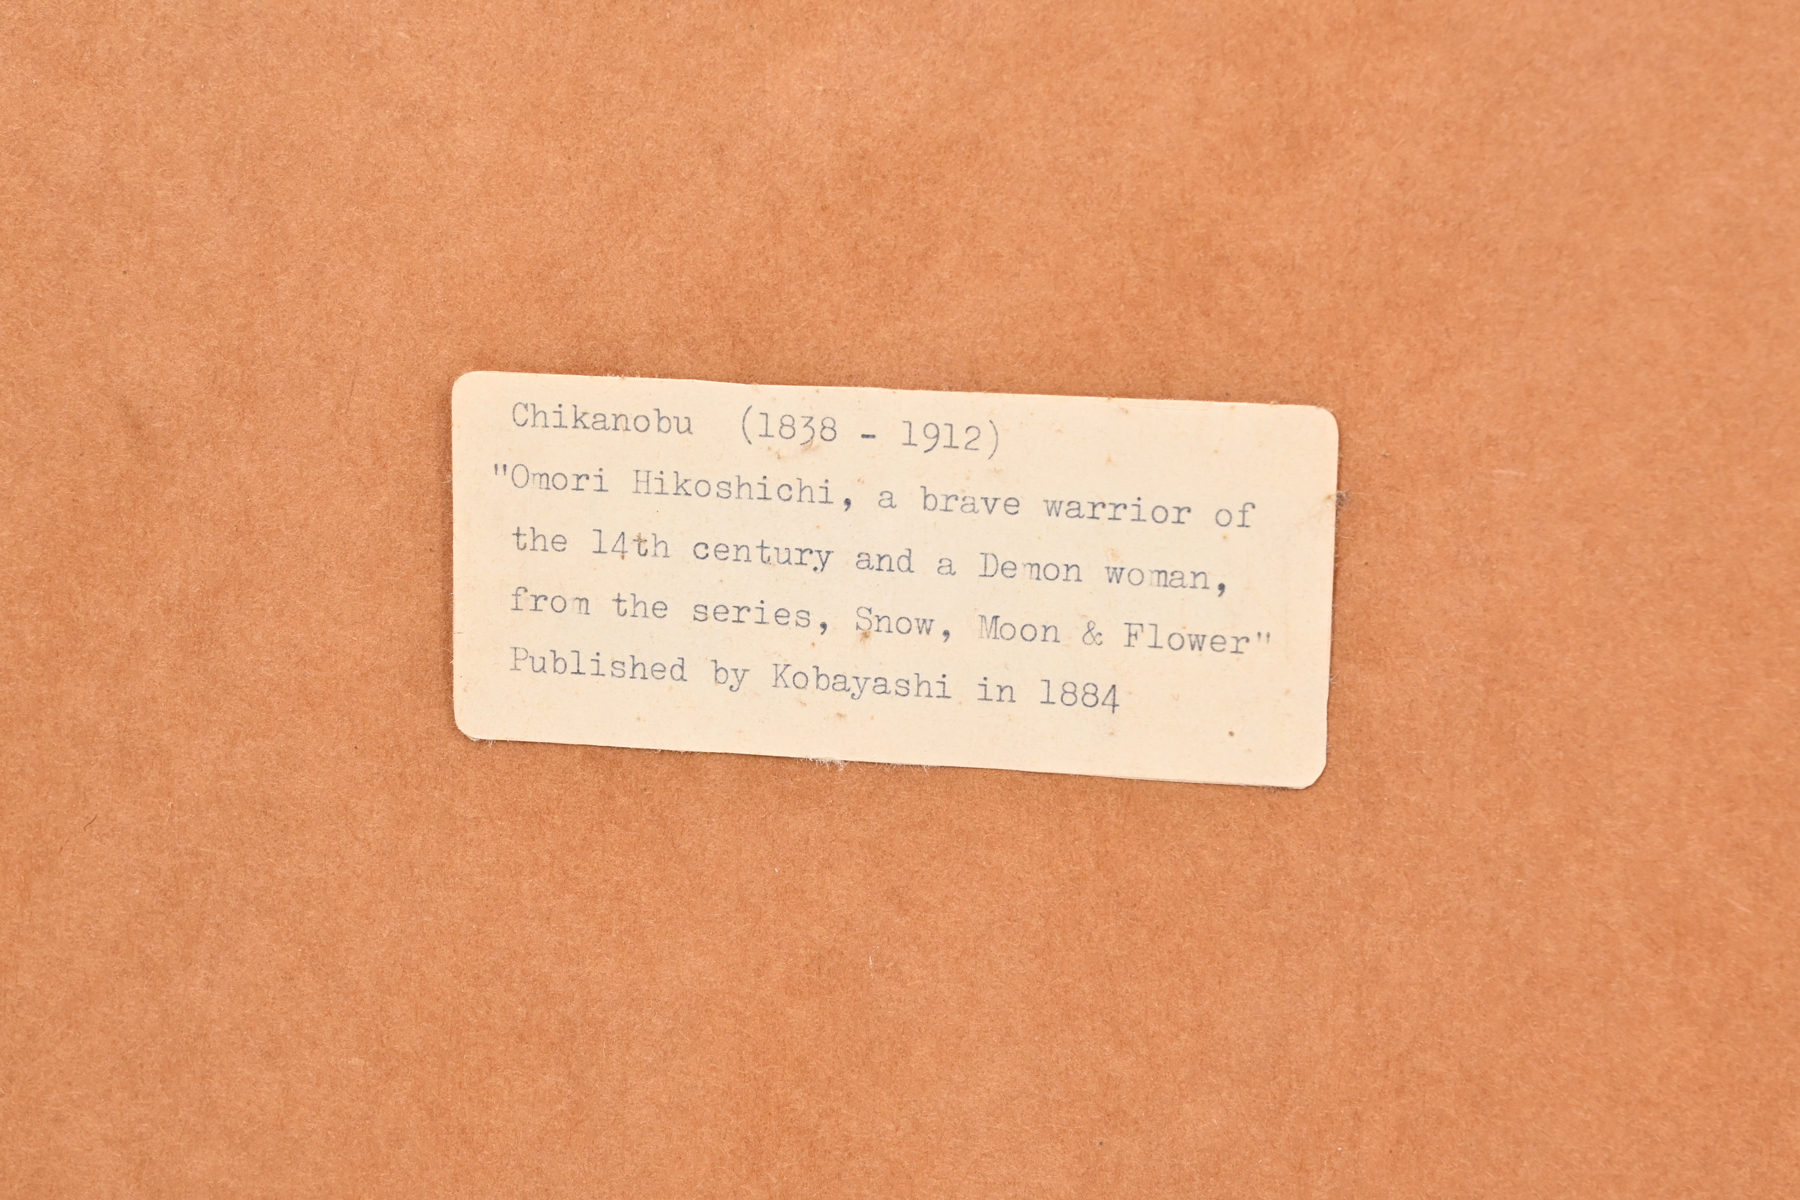 Chikanobu (1838 - 1912)
"Omori Hikoshichi, a brave warrior of
the 14th century and a Demon woman,
from the series, Snow, Moon & Flower"
Published by Kobayashi in 1884